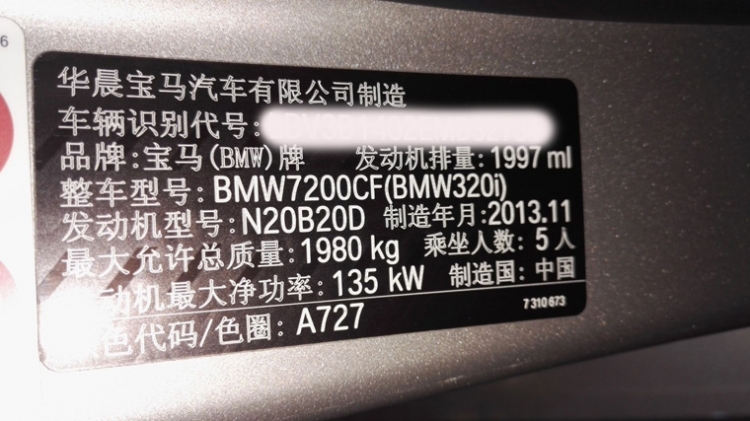 6
华晨宝马汽车有限公司制造
车辆识别代号:
品牌:宝马(BMW)牌 发动机排量:1997 ml
整车型号:BMW7200CF(BMW320i)
发动机型号:N20B20D 制造年月:2013.11
最大允许总质量:1980 kg 乘坐人数:5人
动机最大净功率:135 kW 制造国:中国
色代码/色圈:A727
7 310 673